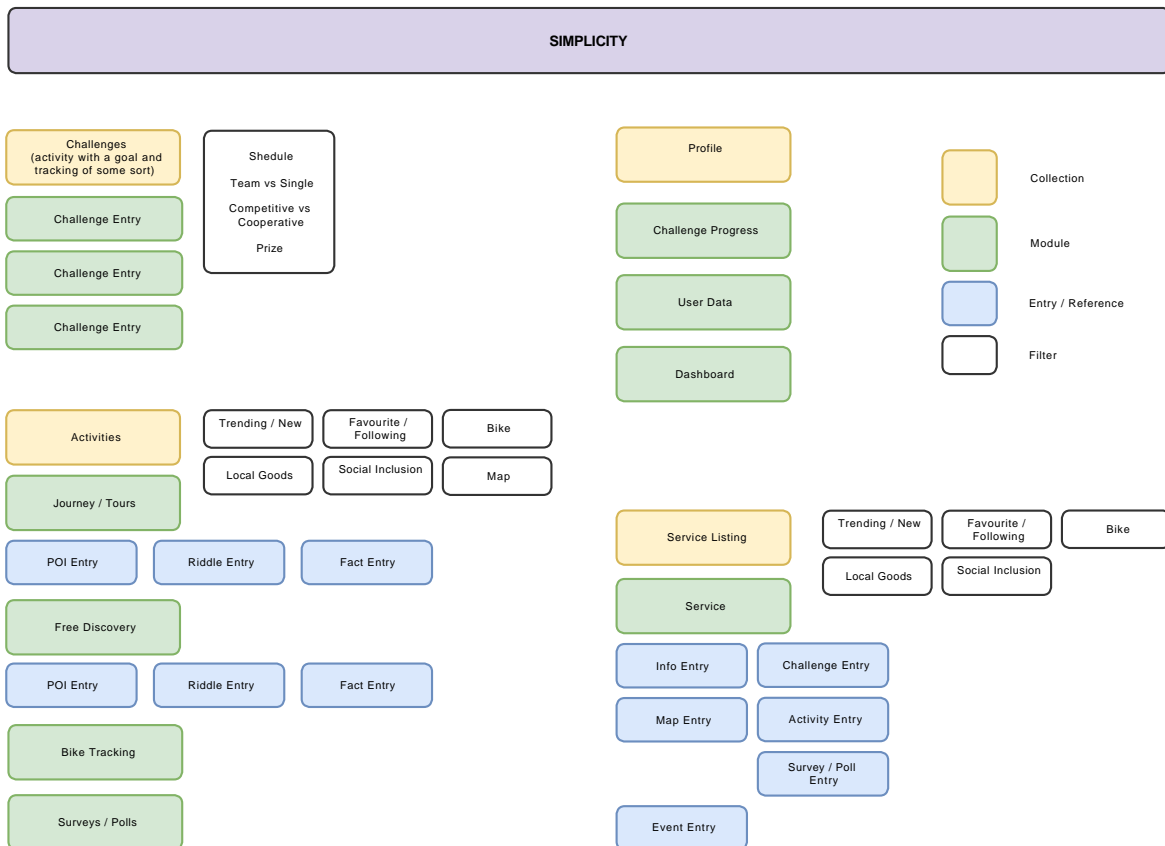 SIMPLICITY
Challenges
(activity with a goal and
tracking of some sort)
Challenge Entry
Challenge Entry
Challenge Entry
Shedule
Team vs Single
Competitive vs
Cooperative
Prize
Profile
Challenge Progress
User Data
Dashboard
Collection
Module
Entry / Reference
Filter
Activities
Trending / New
Favourite /
Following
Bike
Local Goods
Social Inclusion
Map
Journey / Tours
POI Entry
Riddle Entry
Fact Entry
Free Discovery
POI Entry
Riddle Entry
Fact Entry
Bike Tracking
Surveys / Polls
Service Listing
Trending / New
Favourite /
Following
Bike
Local Goods
Social Inclusion
Service
Info Entry
Challenge Entry
Map Entry
Activity Entry
Survey / Poll
Entry
Event Entry